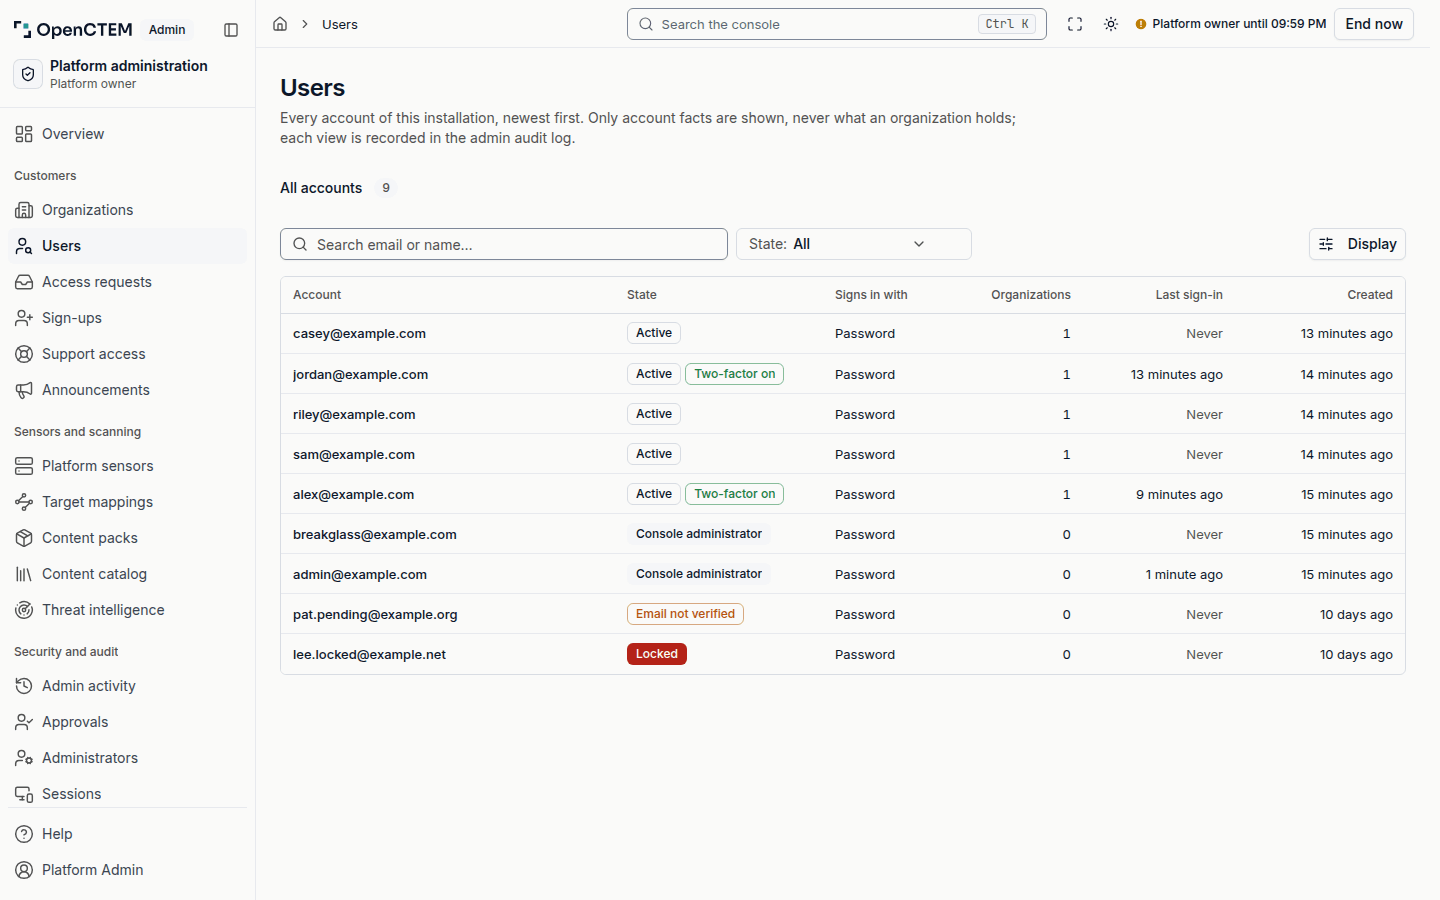 OpenCTEM Admin
Platform administration
Platform owner
Overview
Customers
Organizations
Users
Access requests
Sign-ups
Support access
Announcements
Sensors and scanning
Platform sensors
Target mappings
Content packs
Content catalog
Threat intelligence
Security and audit
Admin activity
Approvals
Administrators
Sessions
Help
Platform Admin
Users
Search the console Ctrl K
Platform owner until 09:59 PM
End now
Users
Every account of this installation, newest first. Only account facts are shown, never what an organization holds;
each view is recorded in the admin audit log.
All accounts 9
Search email or name...
State: All
Display
Account State Signs in with Organizations Last sign-in Created
casey@example.com Active Password 1 Never 13 minutes ago
jordan@example.com Active Two-factor on Password 1 13 minutes ago 14 minutes ago
riley@example.com Active Password 1 Never 14 minutes ago
sam@example.com Active Password 1 Never 14 minutes ago
alex@example.com Active Two-factor on Password 1 9 minutes ago 15 minutes ago
breakglass@example.com Console administrator Password 0 Never 15 minutes ago
admin@example.com Console administrator Password 0 1 minute ago 15 minutes ago
pat.pending@example.org Email not verified Password 0 Never 10 days ago
lee.locked@example.net Locked Password 0 Never 10 days ago